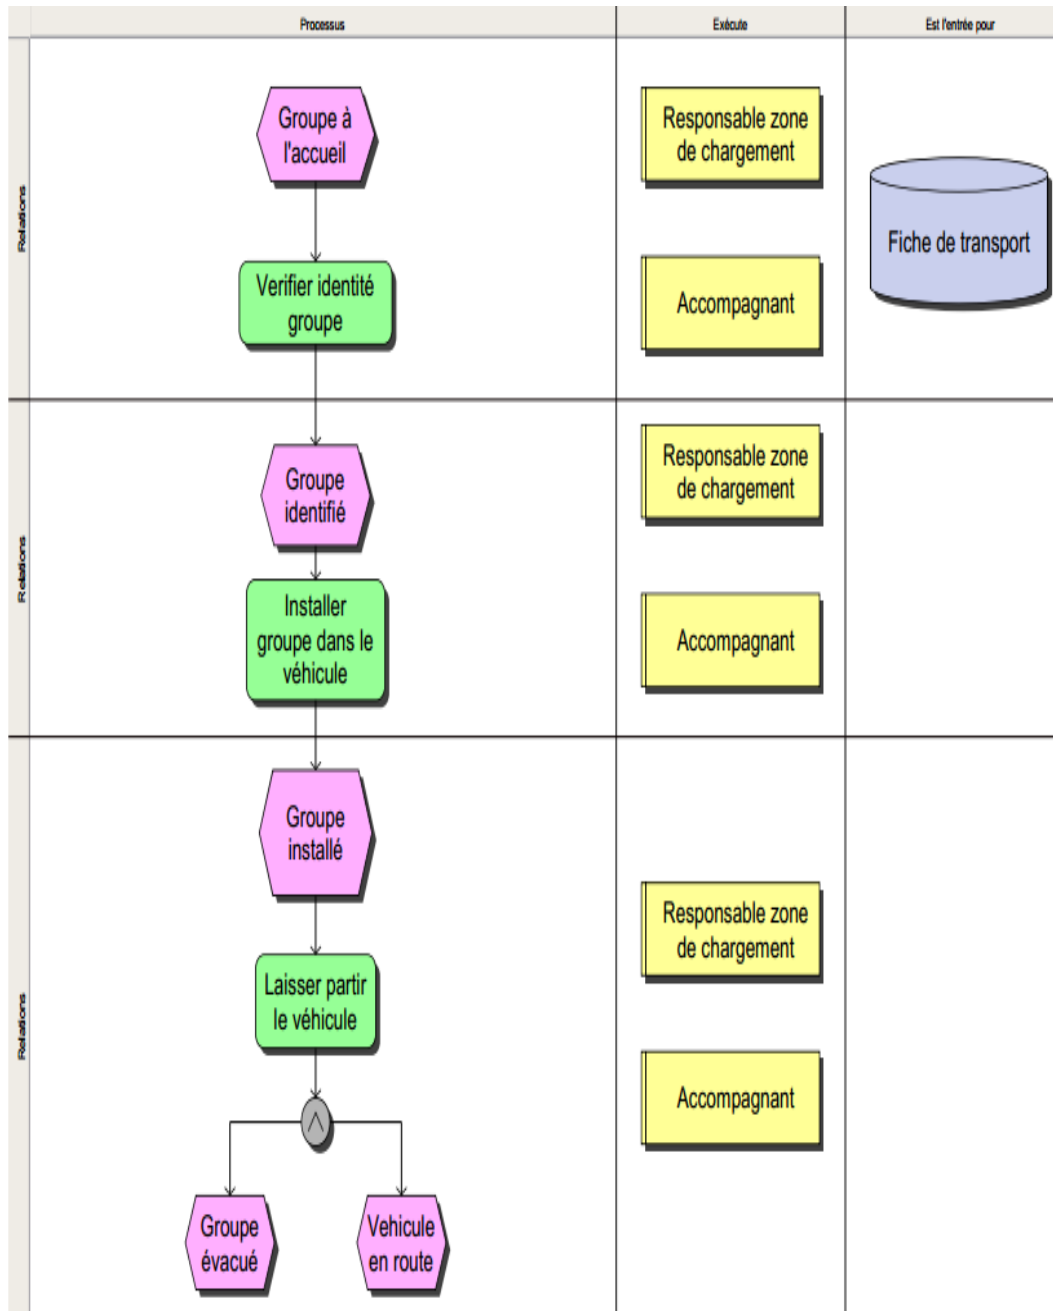 Processus
Exécute
Est l'entrée pour
Relations
Groupe à
l'accueil
Responsable zone
de chargement
Fiche de transport
Verifier identité
groupe
Accompagnant
Relations
Groupe
identifié
Responsable zone
de chargement
Installer
groupe dans le
véhicule
Accompagnant
Relations
Groupe
installé
Responsable zone
de chargement
Laisser partir
le véhicule
Accompagnant
Groupe
évacué
Vehicule
en route